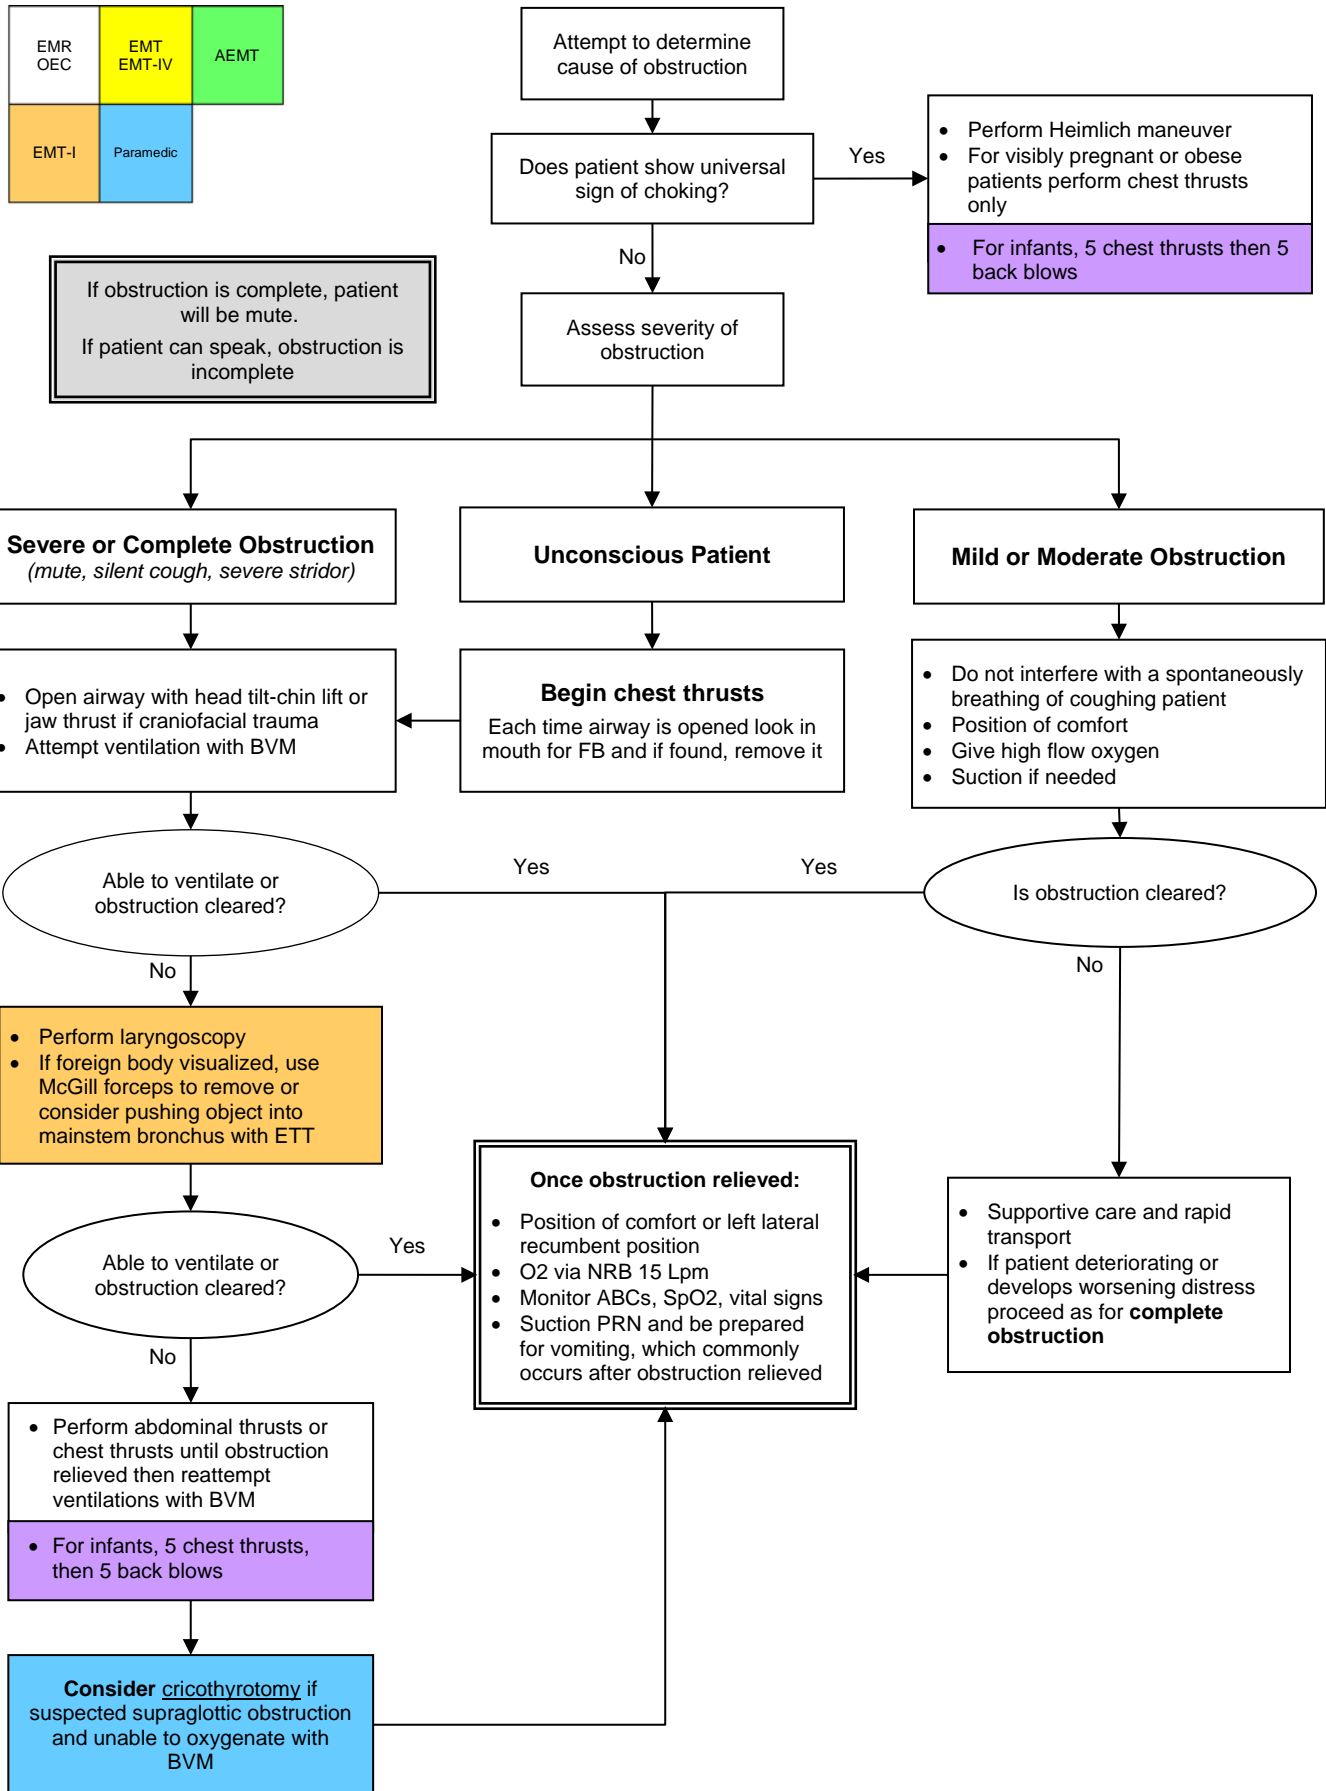 EMR
OEC
EMT
EMT-IV
AEMT
EMT-I
Paramedic
Attempt to determine
cause of obstruction
Does patient show universal
sign of choking?
Yes
• Perform Heimlich maneuver
• For visibly pregnant or obese
patients perform chest thrusts
only
• For infants, 5 chest thrusts then 5
back blows
No
If obstruction is complete, patient
will be mute.
If patient can speak, obstruction is
incomplete
Assess severity of
obstruction
Severe or Complete Obstruction
(mute, silent cough, severe stridor)
Unconscious Patient
Mild or Moderate Obstruction
• Open airway with head tilt-chin lift or
jaw thrust if craniofacial trauma
• Attempt ventilation with BVM
Begin chest thrusts
Each time airway is opened look in
mouth for FB and if found, remove it
• Do not interfere with a spontaneously
breathing of coughing patient
• Position of comfort
• Give high flow oxygen
• Suction if needed
Able to ventilate or
obstruction cleared?
Yes
Yes
Is obstruction cleared?
No
No
• Perform laryngoscopy
• If foreign body visualized, use
McGill forceps to remove or
consider pushing object into
mainstem bronchus with ETT
Able to ventilate or
obstruction cleared?
Yes
Once obstruction relieved:
• Position of comfort or left lateral
recumbent position
• O2 via NRB 15 Lpm
• Monitor ABCs, SpO2, vital signs
• Suction PRN and be prepared
for vomiting, which commonly
occurs after obstruction relieved
• Supportive care and rapid
transport
• If patient deteriorating or
develops worsening distress
proceed as for complete
obstruction
No
• Perform abdominal thrusts or
chest thrusts until obstruction
relieved then reattempt
ventilations with BVM
• For infants, 5 chest thrusts,
then 5 back blows
Consider cricothyrotomy if
suspected supraglottic obstruction
and unable to oxygenate with
BVM